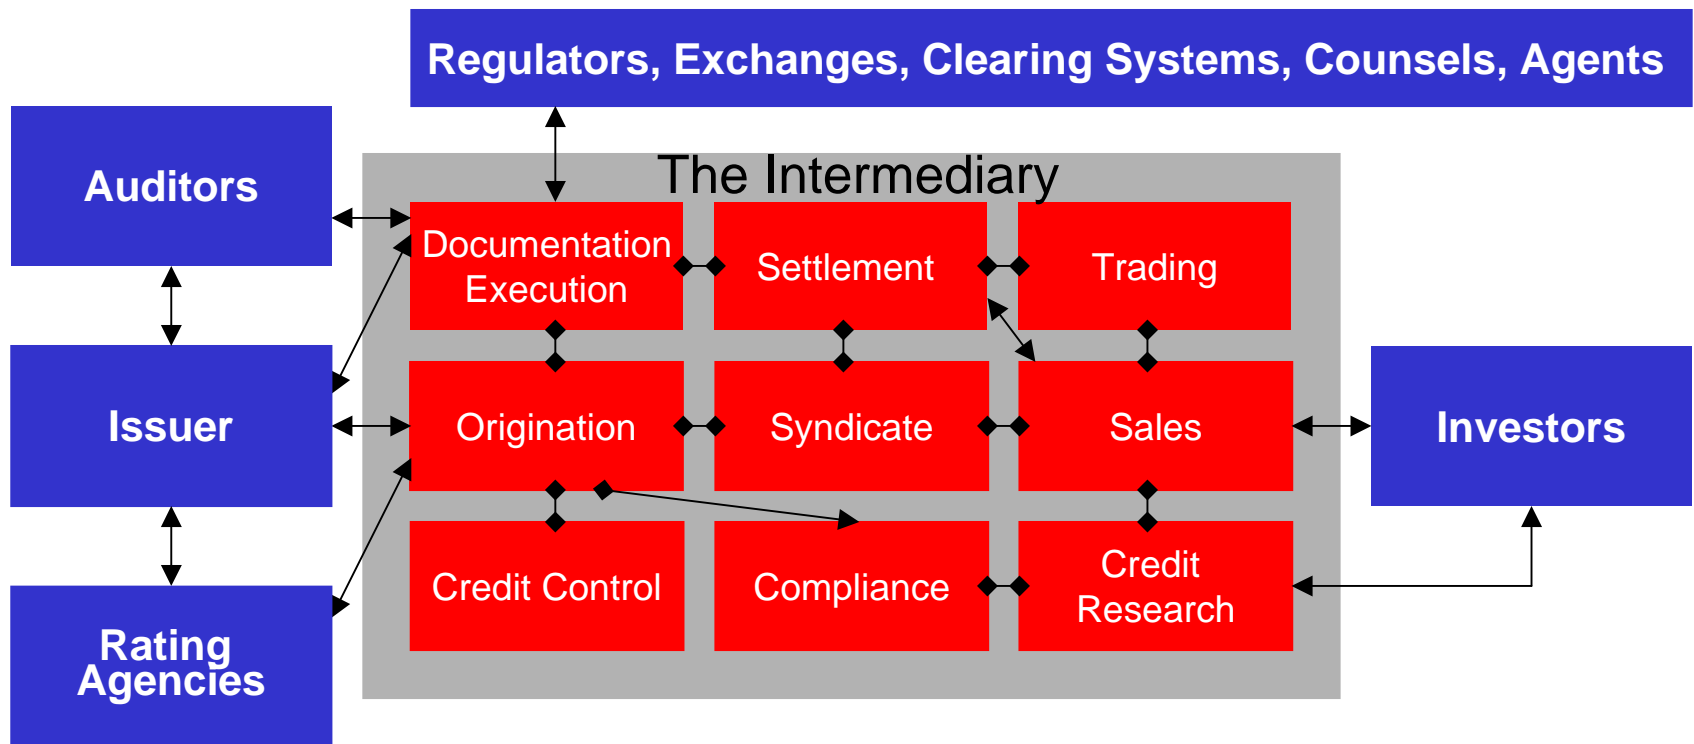 Regulators, Exchanges, Clearing Systems, Counsels, Agents
Auditors
The Intermediary
Documentation
Execution
Settlement
Trading
Issuer
Origination
Syndicate
Sales
Investors
Credit Control
Compliance
Credit
Research
Rating
Agencies